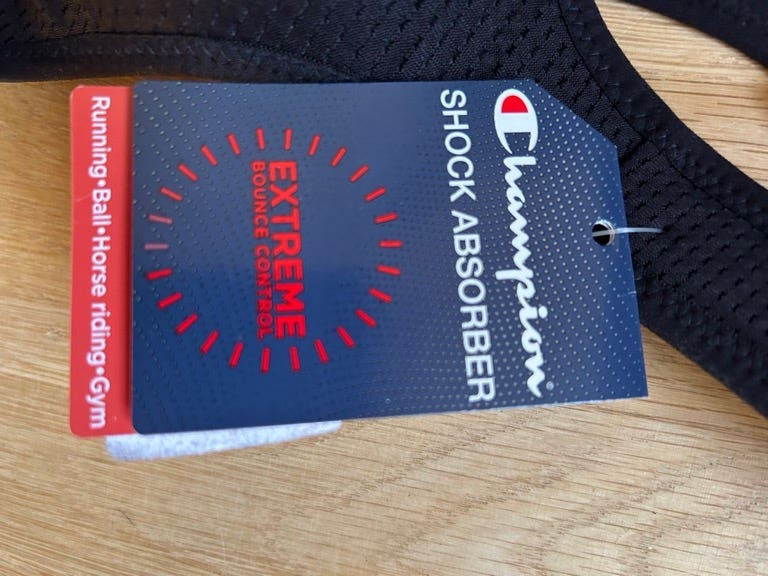 Champion®
SHOCK ABSORBER
EXTREME
BOUNCE CONTROL
Running•Ball•Horse riding•Gym